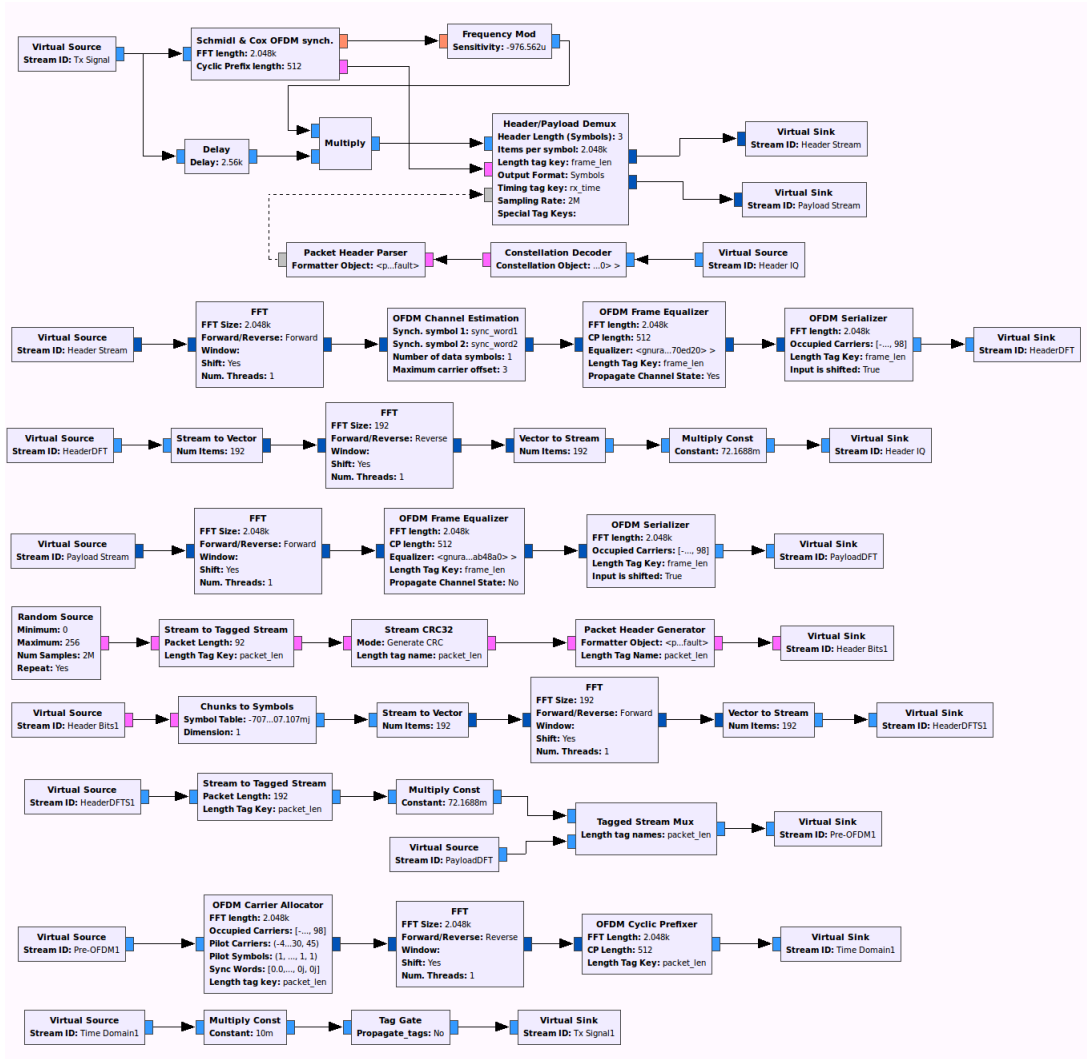 Virtual Source
Stream ID: Tx Signal
Schmidl & Cox OFDM synch.
FFT length: 2.048k
Cyclic Prefix length: 512
Frequency Mod
Sensitivity: -976.562u
Delay
Delay: 2.56k
Multiply
Header/Payload Demux
Header Length (Symbols): 3
Items per symbol: 2.048k
Length tag key: frame_len
Output Format: Symbols
Timing tag key: rx_time
Sampling Rate: 2M
Special Tag Keys:
Virtual Sink
Stream ID: Header Stream
Virtual Sink
Stream ID: Payload Stream
Packet Header Parser
Formatter Object: <p...fault>
Constellation Decoder
Constellation Object: ...0> >
Virtual Source
Stream ID: Header IQ
Virtual Source
Stream ID: Header Stream
FFT
FFT Size: 2.048k
Forward/Reverse: Forward
Window:
Shift: Yes
Num. Threads: 1
OFDM Channel Estimation
Synch. symbol 1: sync_word1
Synch. symbol 2: sync_word2
Number of data symbols: 1
Maximum carrier offset: 3
OFDM Frame Equalizer
FFT length: 2.048k
CP length: 512
Equalizer: <gnura...70ed20> >
Length Tag Key: frame_len
Propagate Channel State: Yes
OFDM Serializer
FFT length: 2.048k
Occupied Carriers: [-..., 98]
Length Tag Key: frame_len
Input is shifted: True
Virtual Sink
Stream ID: HeaderDFT
Virtual Source
Stream ID: HeaderDFT
Stream to Vector
Num Items: 192
FFT
FFT Size: 192
Forward/Reverse: Reverse
Window:
Shift: Yes
Num. Threads: 1
Vector to Stream
Num Items: 192
Multiply Const
Constant: 72.1688m
Virtual Sink
Stream ID: Header IQ
Virtual Source
Stream ID: Payload Stream
FFT
FFT Size: 2.048k
Forward/Reverse: Forward
Window:
Shift: Yes
Num. Threads: 1
OFDM Frame Equalizer
FFT length: 2.048k
CP length: 512
Equalizer: <gnura...ab48a0> >
Length Tag Key: frame_len
Propagate Channel State: No
OFDM Serializer
FFT length: 2.048k
Occupied Carriers: [-..., 98]
Length Tag Key: frame_len
Input is shifted: True
Virtual Sink
Stream ID: PayloadDFT
Random Source
Minimum: 0
Maximum: 256
Num Samples: 2M
Repeat: Yes
Stream to Tagged Stream
Packet Length: 92
Length Tag Key: packet_len
Stream CRC32
Mode: Generate CRC
Length tag name: packet_len
Packet Header Generator
Formatter Object: <p...fault>
Length Tag Name: packet_len
Virtual Sink
Stream ID: Header Bits1
Virtual Source
Stream ID: Header Bits1
Chunks to Symbols
Symbol Table: -707...07.107mj
Dimension: 1
Stream to Vector
Num Items: 192
FFT
FFT Size: 192
Forward/Reverse: Forward
Window:
Shift: Yes
Num. Threads: 1
Vector to Stream
Num Items: 192
Virtual Sink
Stream ID: HeaderDFTS1
Virtual Source
Stream ID: HeaderDFTS1
Stream to Tagged Stream
Packet Length: 192
Length Tag Key: packet_len
Multiply Const
Constant: 72.1688m
Virtual Source
Stream ID: PayloadDFT
Tagged Stream Mux
Length tag names: packet_len
Virtual Sink
Stream ID: Pre-OFDM1
Virtual Source
Stream ID: Pre-OFDM1
OFDM Carrier Allocator
FFT length: 2.048k
Occupied Carriers: [-..., 98]
Pilot Carriers: (-4...30, 45)
Pilot Symbols: (1, ..., 1, 1)
Sync Words: [0.0,..., 0j, 0j]
Length tag key: packet_len
FFT
FFT Size: 2.048k
Forward/Reverse: Reverse
Window:
Shift: Yes
Num. Threads: 1
OFDM Cyclic Prefixer
FFT Length: 2.048k
CP Length: 512
Length Tag Key: packet_len
Virtual Sink
Stream ID: Time Domain1
Virtual Source
Stream ID: Time Domain1
Multiply Const
Constant: 10m
Tag Gate
Propagate_tags: No
Virtual Sink
Stream ID: Tx Signal1